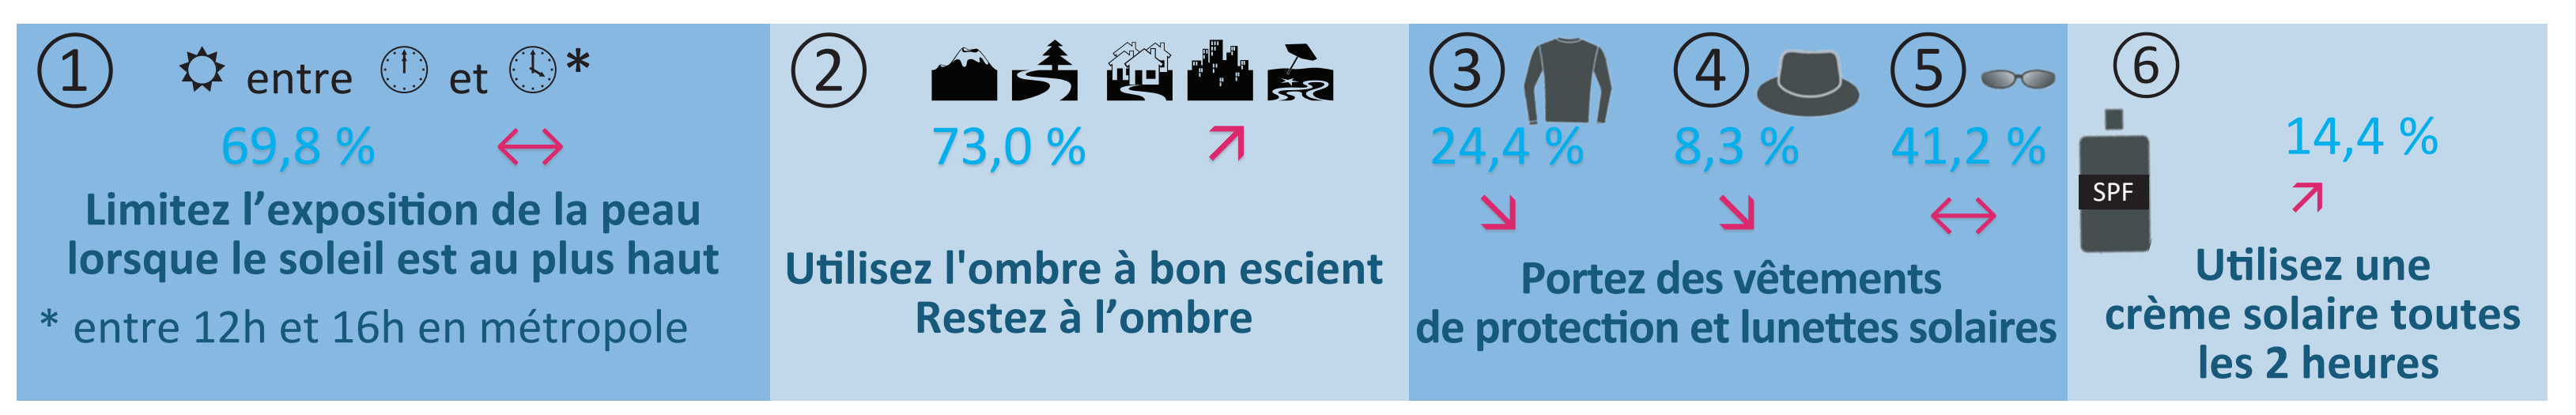 1 entre et *
69,8 % ↔
Limitez l’exposition de la peau
lorsque le soleil est au plus haut
* entre 12h et 16h en métropole
2
73,0 % ↗
Utilisez l'ombre à bon escient
Restez à l’ombre
3 4 5
24,4 % 8,3 % 41,2 %
↘ ↘ ↔
Portez des vêtements
de protection et lunettes solaires
6
14,4 %
SPF ↗
Utilisez une
crème solaire toutes
les 2 heures